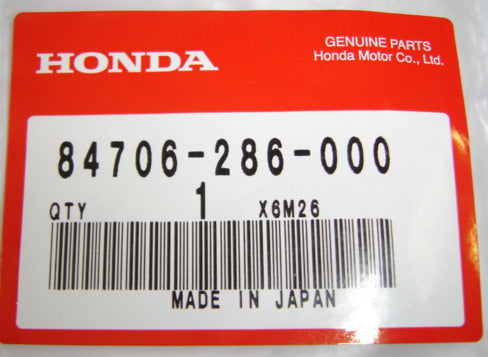 HONDA
GENUINE PARTS
Honda Motor Co., Ltd.
84706-286-000
QTY 1 X6M26
MADE IN JAPAN